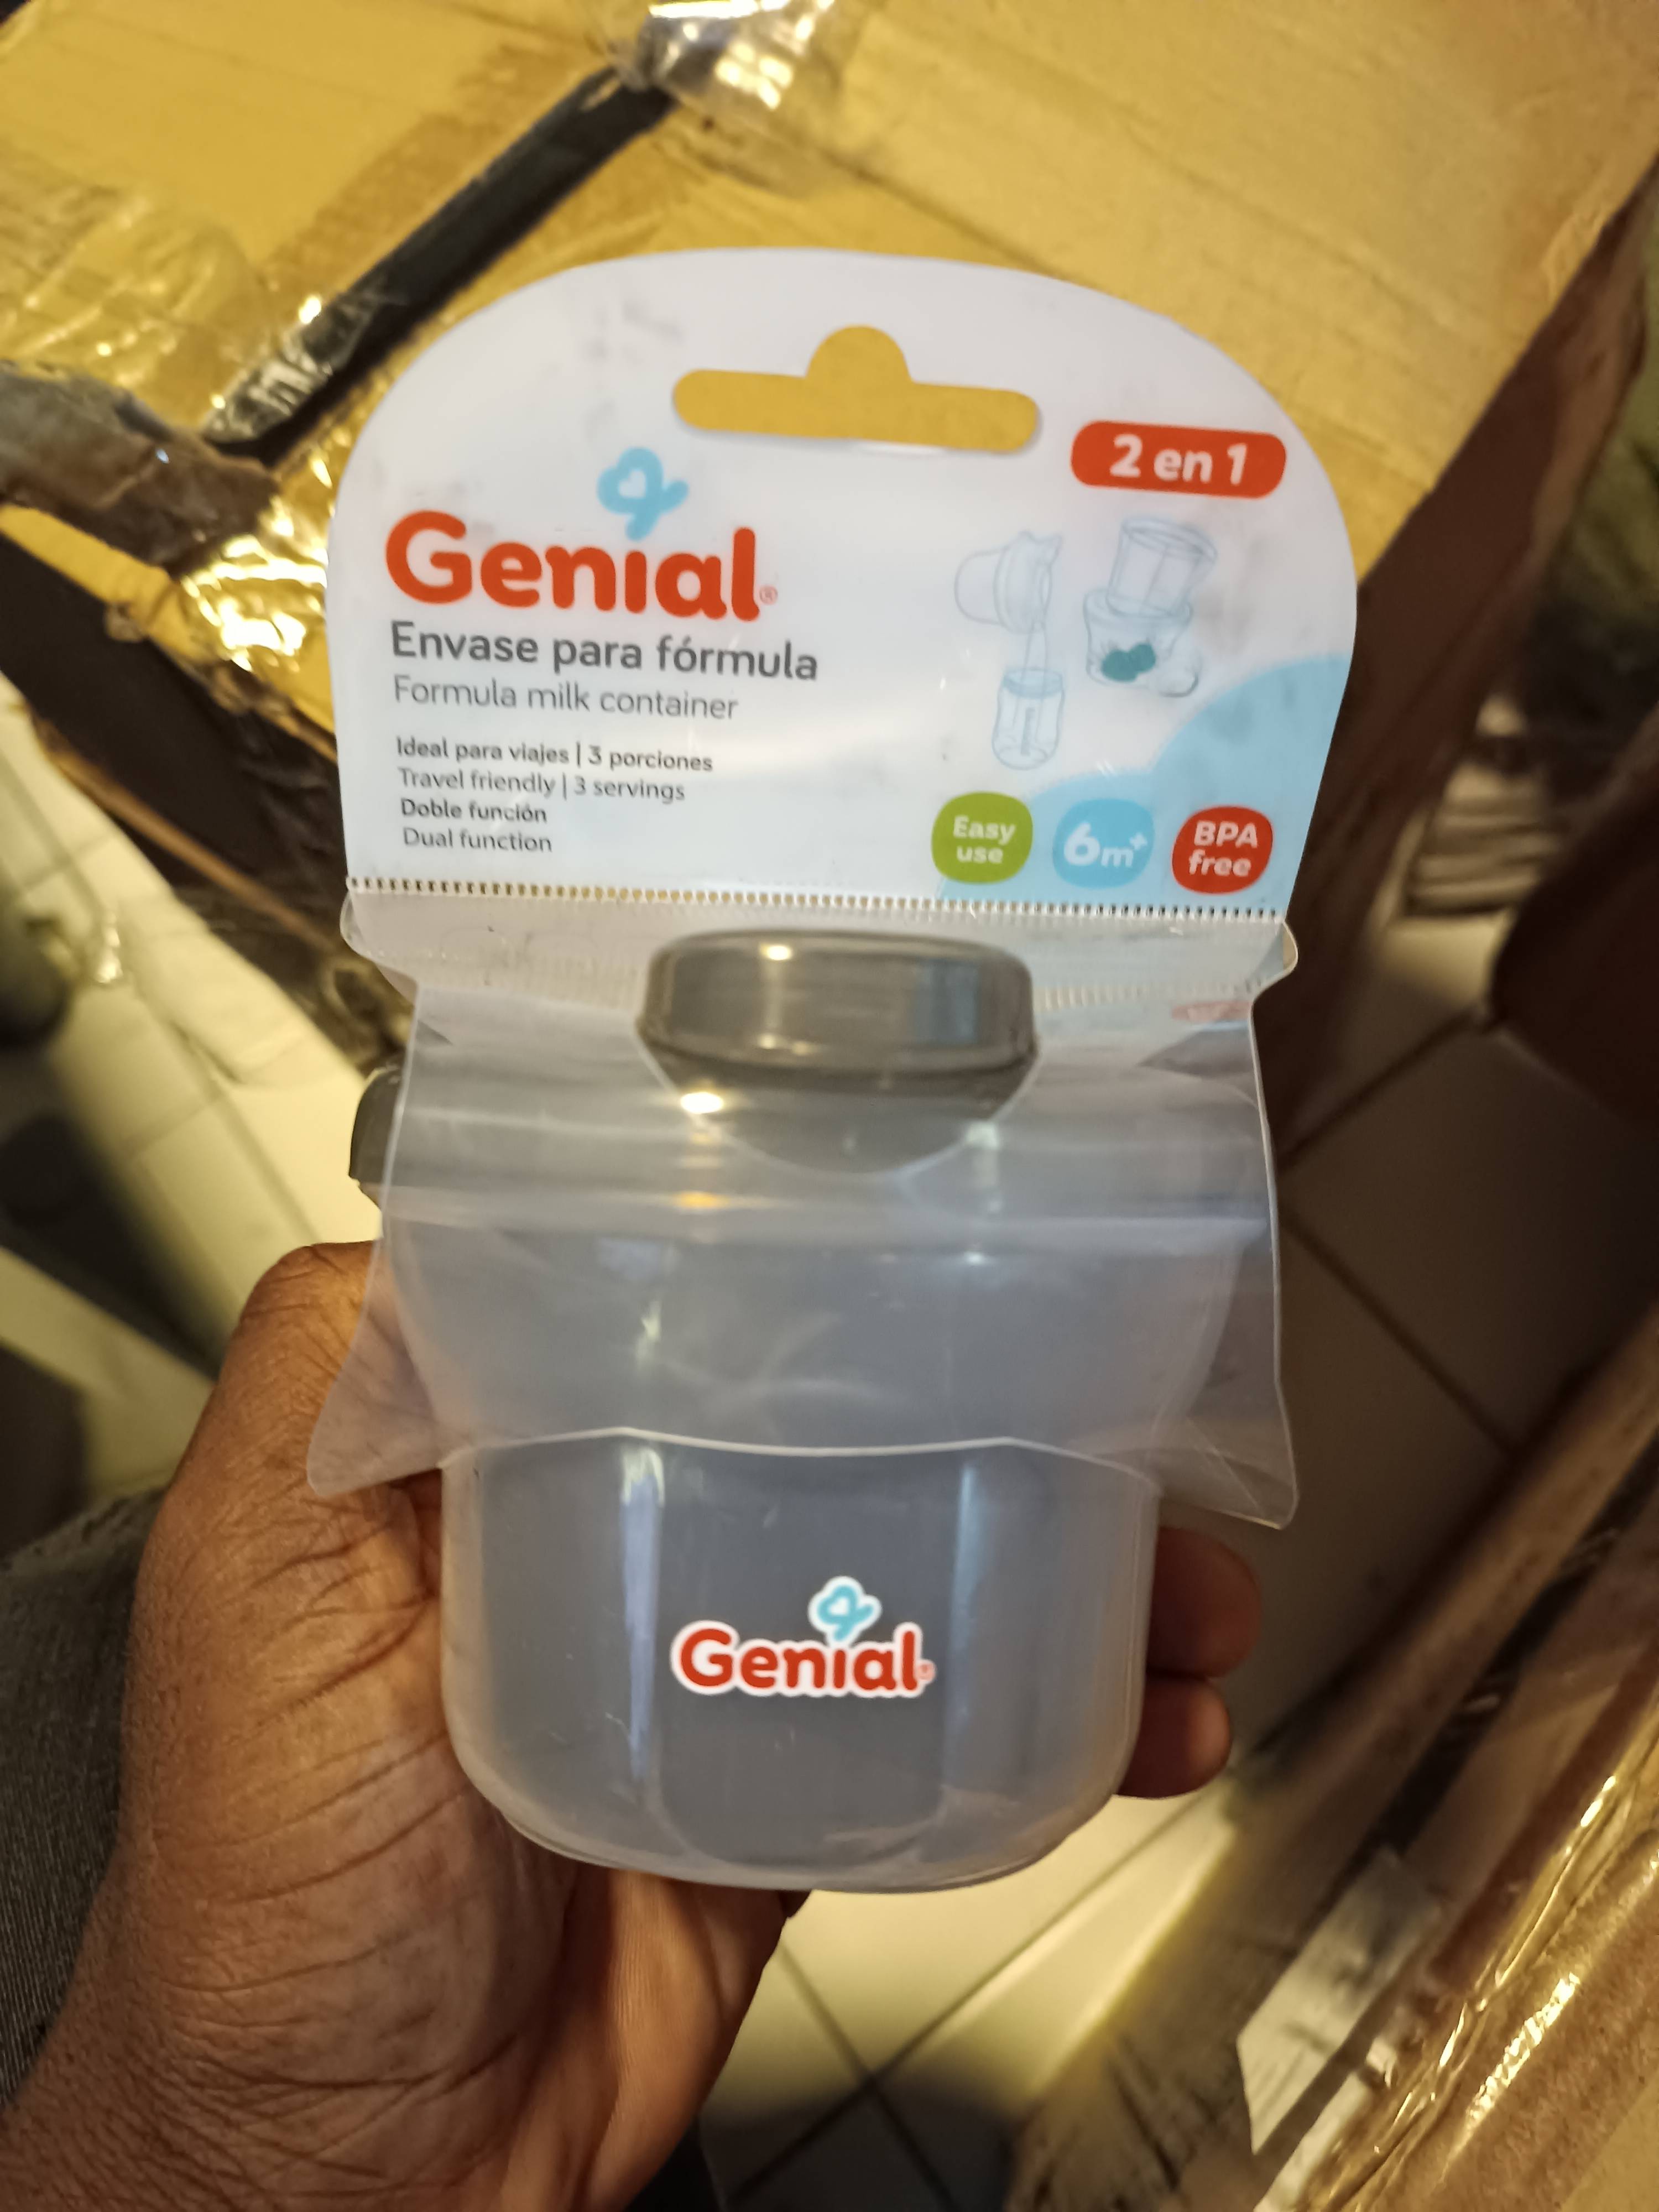 2 en 1
Genial®
Envase para fórmula
Formula milk container
Ideal para viajes | 3 porciones
Travel friendly | 3 servings
Doble función
Dual function
Easy
use
6m+
BPA
free
Genial